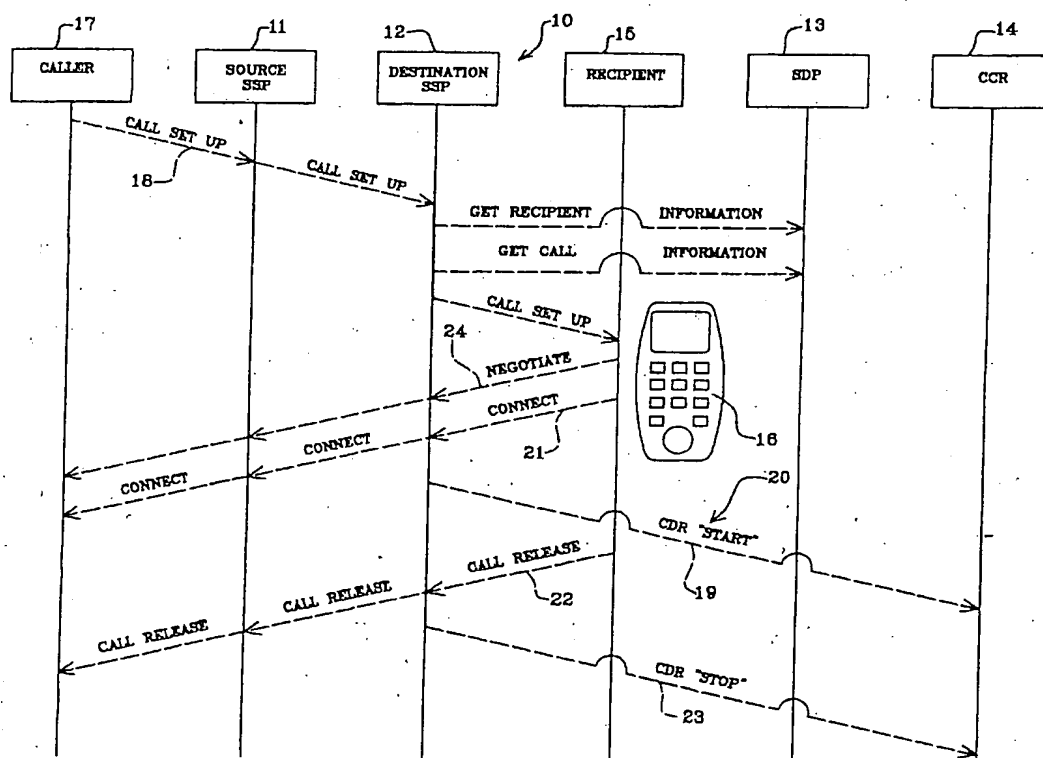 17
11
12
10
15
13
14
CALLER
SOURCE
SSP
DESTINATION
SSP
RECIPIENT
SDP
CCR
CALL SET UP
18
CALL SET UP
GET RECIPIENT INFORMATION
GET CALL INFORMATION
CALL SET UP
24
NEGOTIATE
CONNECT
16
21
CONNECT
CONNECT
20
CDR "START"
19
CALL RELEASE
22
CALL RELEASE
CALL RELEASE
CDR "STOP"
23